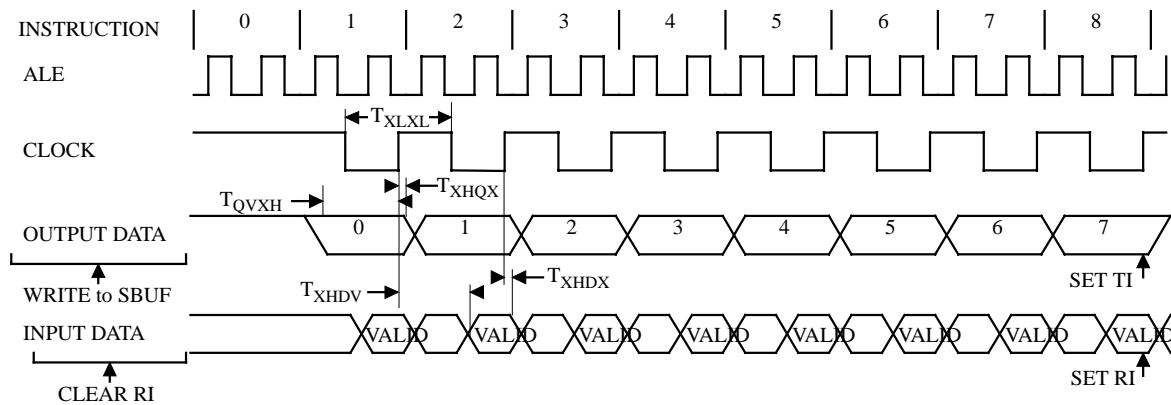 INSTRUCTION 0 1 2 3 4 5 6 7 8
ALE
TXLXL
CLOCK
TXHQX
TQVXH
OUTPUT DATA 0 1 2 3 4 5 6 7
TXHDX
SET TI
WRITE to SBUF
TXHDV
INPUT DATA VALID VALID VALID VALID VALID VALID VALID VALID
SET RI
CLEAR RI